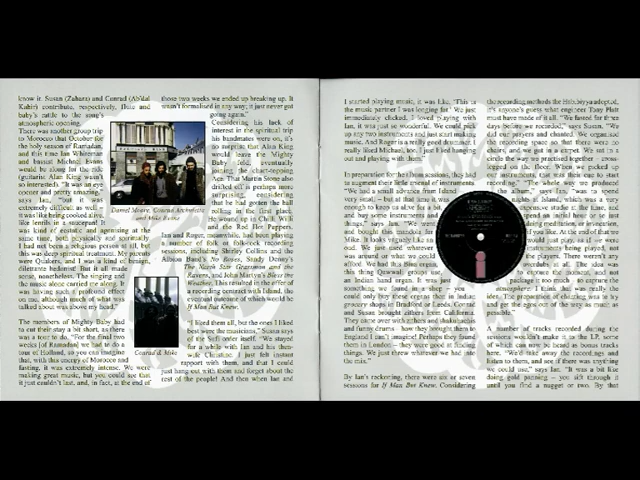 know it. Susan (Zuhara) and Conrad (Ab'dal
Kabir) contribute, respectively, flute and
baby's rattle to the song's
atmospheric opening.
There was another group trip
to Morocco that October for
the holy season of Ramadan,
and this time Ian Whiteman
and bassist Michael Evans
would be along for the ride
(guitarist Alan King wasn't
so interested). "It was an eye
opener and pretty amazing,"
says Ian, "but it was
extremely difficult as well –
it was like being cooked alive,
like lentils in a saucepan! It
was kind of ecstatic and agonising at the
same time, both physically and spiritually.
I had not been a religious person at all, but
this was deep spiritual treatment. My parents
were Quakers, and I was a kind of benign,
dilettante hedonist! But it all made
sense, nonetheless. The singing and
the music alone carried me along. It
was having such a profound effect
on me, although much of what was
talked about was above my head."
The members of Mighty Baby had
to cut their stay a bit short, as there
was a tour to do. "For the final two
weeks [of Ramadan] we had to do a
tour of Holland, so you can imagine
that, with this energy of Morocco and
fasting, it was extremely intense. We were
making great music, but you could see that
it just couldn't last, and, in fact, at the end of
Daniel Moore, Conrad Archuletta
and Mike Evans
Conrad & Mike
those two weeks we ended up breaking up. It
wasn't formalised in any way; it just never got
going again."
Considering his lack of
interest in the spiritual trip
his bandmates were on, it's
no surprise that Alan King
would leave the Mighty
Baby fold, eventually
joining the chart-topping
Ace. That Martin Stone also
drifted off is perhaps more
surprising, considering
that he had gotten the ball
rolling in the first place.
He wound up in Chilli Willi
and the Red Hot Peppers.
Ian and Roger, meanwhile, had been playing
a number of folk or folk-rock recording
sessions, including Shirley Collins and the
Albion Band's No Roses, Sandy Denny's
The North Star Grassman and the
Ravens, and John Martyn's Bless the
Weather. This resulted in the offer of
a recording contract with Island, the
eventual outcome of which would be
If Man But Knew.
"I liked them all, but the ones I liked
best were the musicians," Susan says
of the Sufi order itself. "We stayed
for a while with Ian and his then-
wife Christine. I just felt instant
rapport with them, and that I could
just hang out with them and forget about the
rest of the people! And then when Ian and
I started playing music, it was like, 'This is
the music partner I was longing for.' We just
immediately clicked. I loved playing with
Ian, it was just so wonderful. We could pick
up any two instruments and just start making
music. And Roger is a really good drummer. I
really liked Michael, too. I just liked hanging
out and playing with them."
In preparation for the album sessions, they had
to augment their little arsenal of instruments.
"We had a small advance from Island –
very small – but at that time it was
enough to keep us alive for a bit,
and buy some instruments and
things," says Ian. "We went
and bought this mandola for
Mike. It looks vaguely like an
oud. We just used whatever
was around or what we could
afford. We had this little organ,
this thing Qawwali groups use,
an Indian hand organ. It was just
something we found in a shop – you
could only buy these organs then in Indian
grocery shops in Bradford or Leeds. Conrad
and Susan brought zithers from California.
They came over with zithers and shakuhachis
and funny drums – how they brought them to
England I can't imagine! Perhaps they found
them in London – they were good at finding
things. We just threw whatever we had into
the mix."
By Ian's reckoning, there were six or seven
sessions for If Man But Knew. Considering
the recording methods the Habibiyya adopted,
it's anyone's guess what engineer Tony Platt
must have made of it all. "We fasted for three
days before we recorded," says Susan. "We
did our prayers and chanted. We organised
the recording space so that there were no
chairs, and we got in a carpet. We sat in a
circle the way we practised together – cross-
legged on the floor. When we picked up
our instruments, that was their cue to start
recording." "The whole way we produced
the album," says Ian, "was to spend
nights at Island, which was a very
expensive studio at the time, and
spend an initial hour or so just
doing meditation, or invocation,
if you like. At the end of that we
would just play, as if we were
instruments being played, not
the players. There weren't any
overdubs at all. The idea was
to capture the moment, and not
package it too much – to capture the
atmosphere. I think that was really the
idea. The proposition of chanting was to try
and get the ego out of the way as much as
possible."
A number of tracks recorded during the
sessions wouldn't make it to the LP, some
of which can now be heard as bonus tracks
here. "We'd take away the recordings and
listen to them, and see if there was anything
we could use," says Ian. "It was a bit like
doing gold panning – you sift through it
until you find a nugget or two. By that